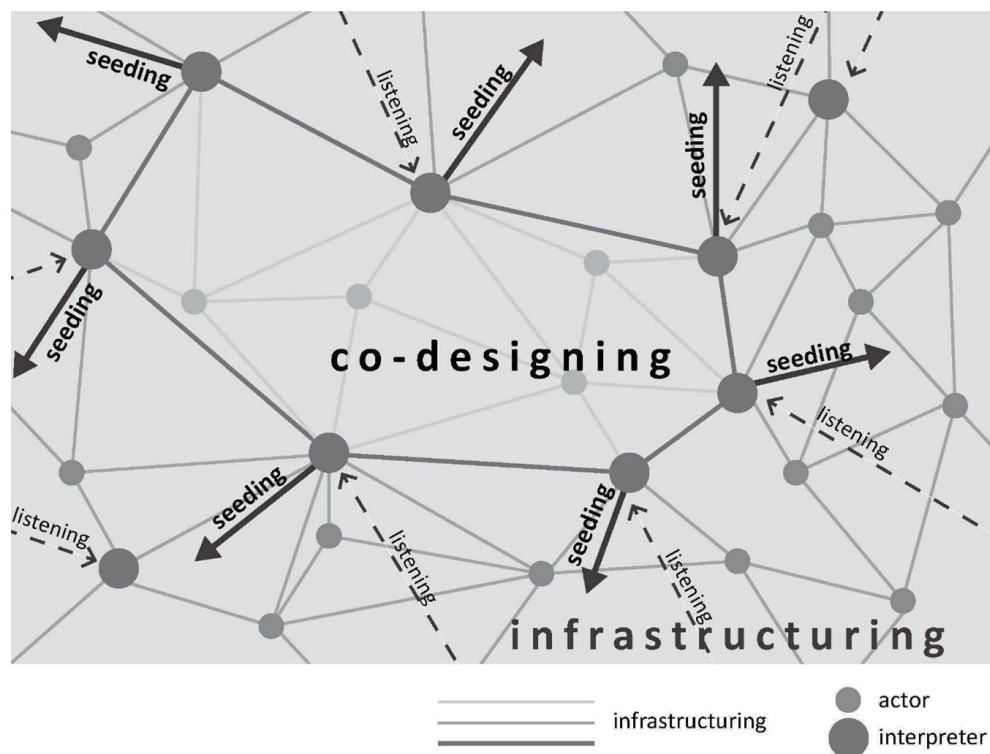 seeding
listening
seeding
listening
seeding
seeding
co-designing
seeding
listening
seeding
listening
listening
seeding
listening
infrastructuring
infrastructuring
actor
interpreter